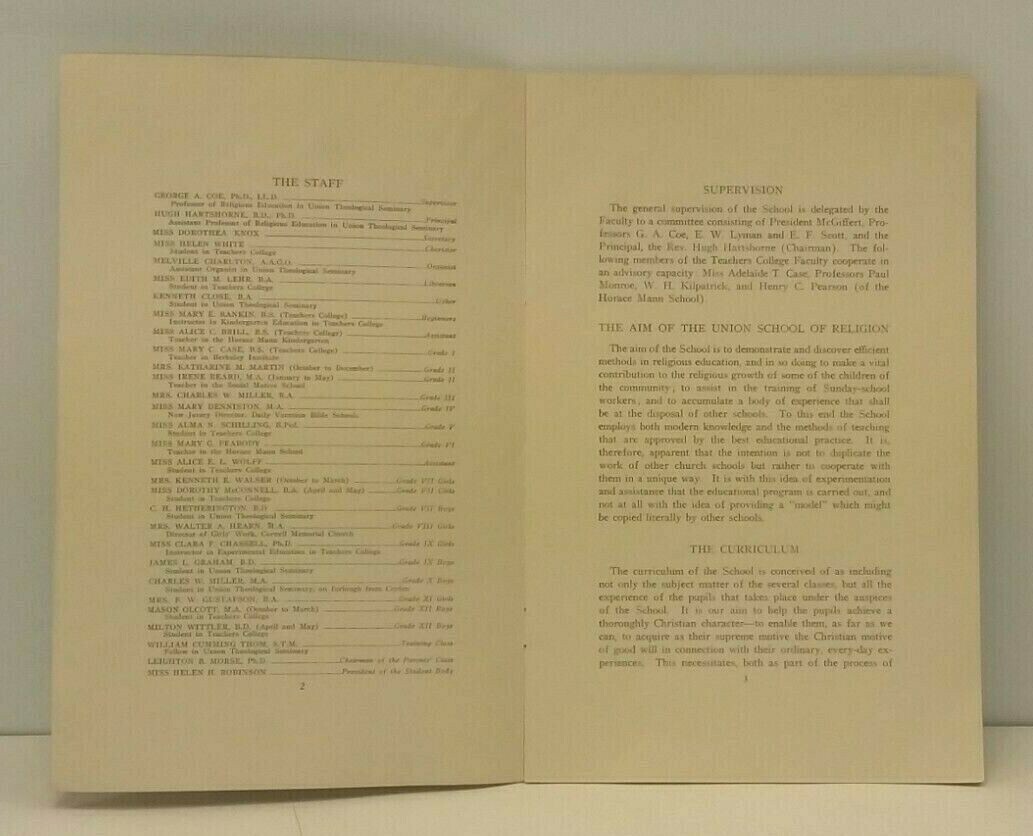 THE STAFF
GEORGE A. COE, Ph.D., LL.D. Supervisor
Professor of Religious Education in Union Theological Seminary
HUGH HARTSHORNE, B.D., Ph.D. Principal
Assistant Professor of Religious Education in Union Theological Seminary
MISS DOROTHEA KNOX Secretary
MISS HELEN WHITE Chorister
Student in Teachers College
MELVILLE CHARLTON, A.A.G.O. Organist
Assistant Organist in Union Theological Seminary
MISS EDITH M. LEHR, B.A. Librarian
Student in Teachers College
KENNETH CLOSE, B.A. Usher
Student in Union Theological Seminary
MISS MARY E. RANKIN, B.S. (Teachers College) Beginners
Instructor in Kindergarten Education in Teachers College
MISS ALICE C. BRILL, B.S. (Teachers College) Assistant
Teacher in the Horace Mann Kindergarten
MISS MARY C. CASE, B.S. (Teachers College) Grade I
Teacher in Berkeley Institute
MRS. KATHARINE M. MARTIN (October to December) Grade II
MISS IRENE BEARD, M.A. (January to May) Grade II
Teacher in the Social Motive School
MRS. CHARLES W. MILLER, B.A. Grade III
MISS MARY DENNISTON, M.A. Grade IV
New Jersey Director, Daily Vacation Bible Schools
MISS ALMA N. SCHILLING, B.Ped. Grade V
Student in Teachers College
MISS MARY G. PEABODY Grade VI
Teacher in the Horace Mann School
MISS ALICE E. L. WOLFF Assistant
Student in Teachers College
MRS. KENNETH E. WALSER (October to March) Grade VII Girls
MISS DOROTHY McCONNELL, B.A. (April and May) Grade VII Girls
Student in Teachers College
C. H. HETHERINGTON, B.D. Grade VII Boys
Student in Union Theological Seminary
MRS. WALTER A. HEARN, B.A. Grade VIII Girls
Director of Girls' Work, Cornell Memorial Church
MISS CLARA F. CHASSELL, Ph.D. Grade IX Girls
Instructor in Experimental Education in Teachers College
JAMES L. GRAHAM, B.D. Grade IX Boys
Student in Union Theological Seminary
CHARLES W. MILLER, M.A. Grade X Boys
Student in Union Theological Seminary, on furlough from Ceylon
MRS. F. W. GUSTAFSON, B.A. Grade XI Girls
MASON OLCOTT, M.A. (October to March) Grade XII Boys
MILTON WITTLER, B.D. (April and May) Grade XII Boys
Student in Teachers College
WILLIAM CUMMING THOM, S.T.M. Training Class
Fellow in Union Theological Seminary
LEIGHTON B. MORSE, Ph.D. Chairman of the Parents' Class
MISS HELEN H. ROBINSON President of the Student Body
2
SUPERVISION
The general supervision of the School is delegated by the
Faculty to a committee consisting of President McGiffert, Pro-
fessors G. A. Coe, E. W. Lyman and E. F. Scott, and the
Principal, the Rev. Hugh Hartshorne (Chairman). The fol-
lowing members of the Teachers College Faculty cooperate in
an advisory capacity: Miss Adelaide T. Case, Professors Paul
Monroe, W. H. Kilpatrick, and Henry C. Pearson (of the
Horace Mann School)
THE AIM OF THE UNION SCHOOL OF RELIGION
The aim of the School is to demonstrate and discover efficient
methods in religious education, and in so doing to make a vital
contribution to the religious growth of some of the children of
the community; to assist in the training of Sunday-school
workers, and to accumulate a body of experience that shall
be at the disposal of other schools. To this end the School
employs both modern knowledge and the methods of teaching
that are approved by the best educational practice. It is,
therefore, apparent that the intention is not to duplicate the
work of other church schools but rather to cooperate with
them in a unique way. It is with this idea of experimentation
and assistance that the educational program is carried out, and
not at all with the idea of providing a "model" which might
be copied literally by other schools.
THE CURRICULUM
The curriculum of the School is conceived of as including
not only the subject matter of the several classes, but all the
experience of the pupils that takes place under the auspices
of the School. It is our aim to help the pupils achieve a
thoroughly Christian character—to enable them, as far as we
can, to acquire as their supreme motive the Christian motive
of good will in connection with their ordinary, every-day ex-
periences. This necessitates, both as part of the process of
3